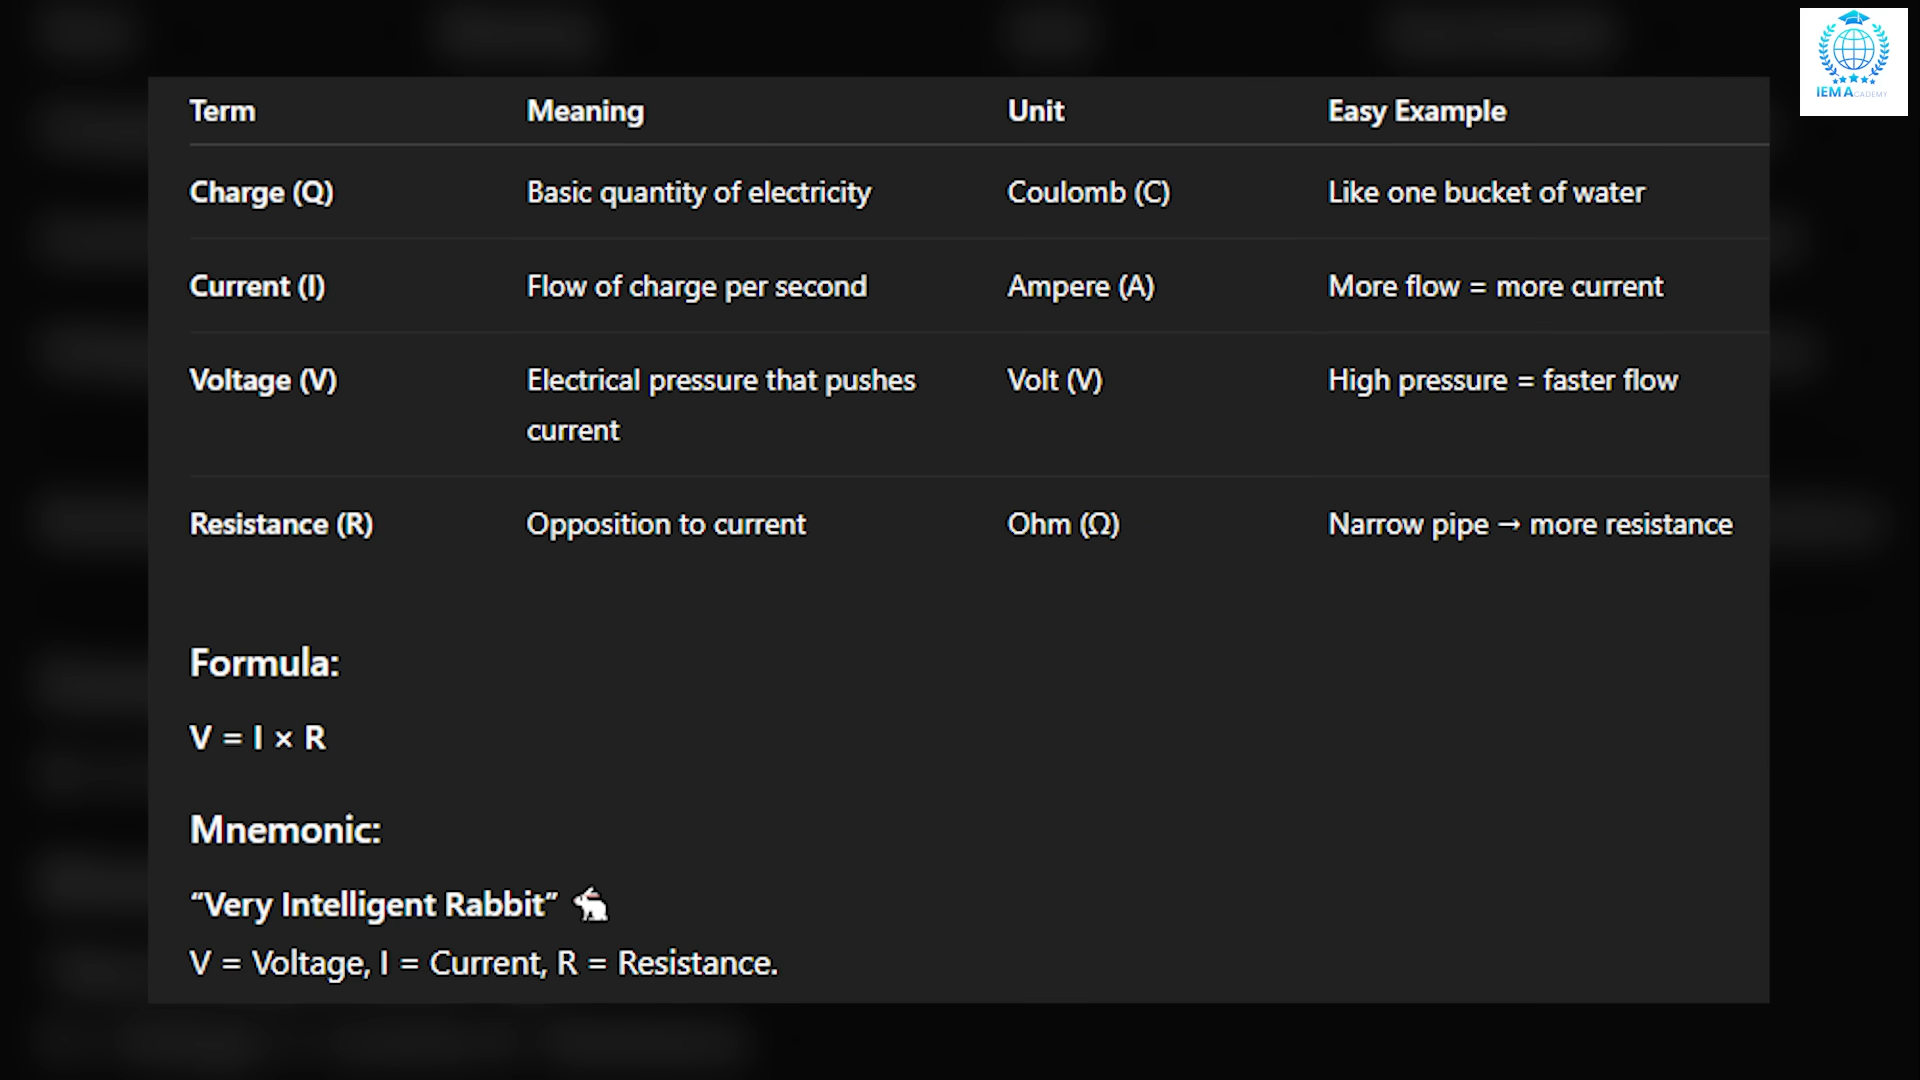 IEMACADEMY
Term Meaning Unit Easy Example
Charge (Q) Basic quantity of electricity Coulomb (C) Like one bucket of water
Current (I) Flow of charge per second Ampere (A) More flow = more current
Voltage (V) Electrical pressure that pushes Volt (V) High pressure = faster flow
current
Resistance (R) Opposition to current Ohm (Ω) Narrow pipe → more resistance
Formula:
V = I × R
Mnemonic:
“Very Intelligent Rabbit” 🐇
V = Voltage, I = Current, R = Resistance.